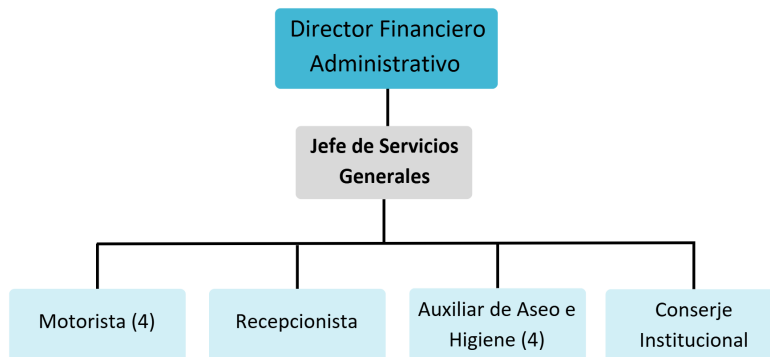 Director Financiero
Administrativo
Jefe de Servicios
Generales
Motorista (4)
Recepcionista
Auxiliar de Aseo e
Higiene (4)
Conserje
Institucional